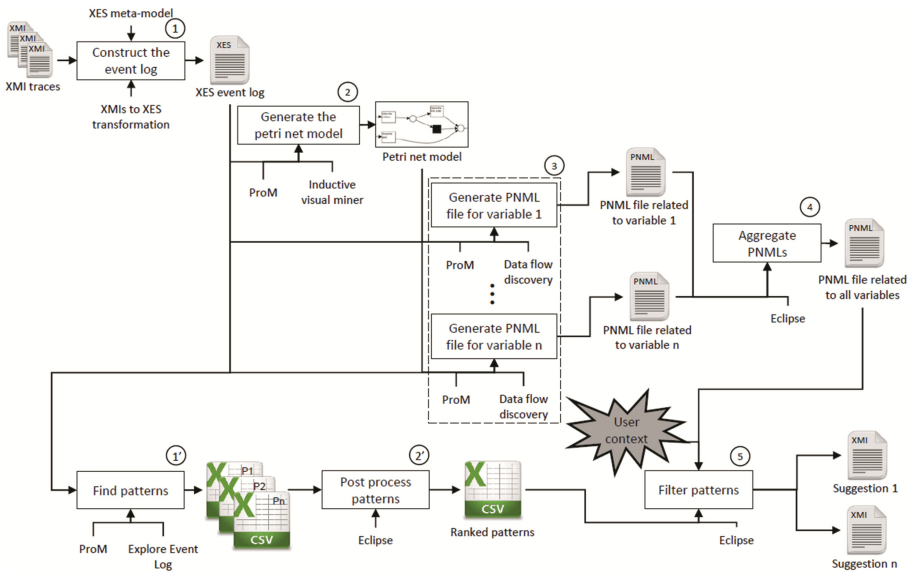 XES meta-model
1
XMI
XMI
XMI
Construct the
event log
XES
XMI traces
XES event log
XMIs to XES
transformation
2
Generate the
petri net model
Petri net model
ProM
Inductive
visual miner
3
Generate PNML
file for variable 1
PNML
PNML file related
to variable 1
ProM
Data flow
discovery
4
Aggregate
PNMLs
PNML
PNML file related
to all variables
Eclipse
Generate PNML
file for variable n
PNML
PNML file related
to variable n
ProM
Data flow
discovery
User
context
1'
Find patterns
ProM
Explore Event
Log
P1
P2
Pn
CSV
2'
Post process
patterns
Eclipse
CSV
Ranked patterns
5
Filter patterns
Eclipse
XMI
Suggestion 1
XMI
Suggestion n